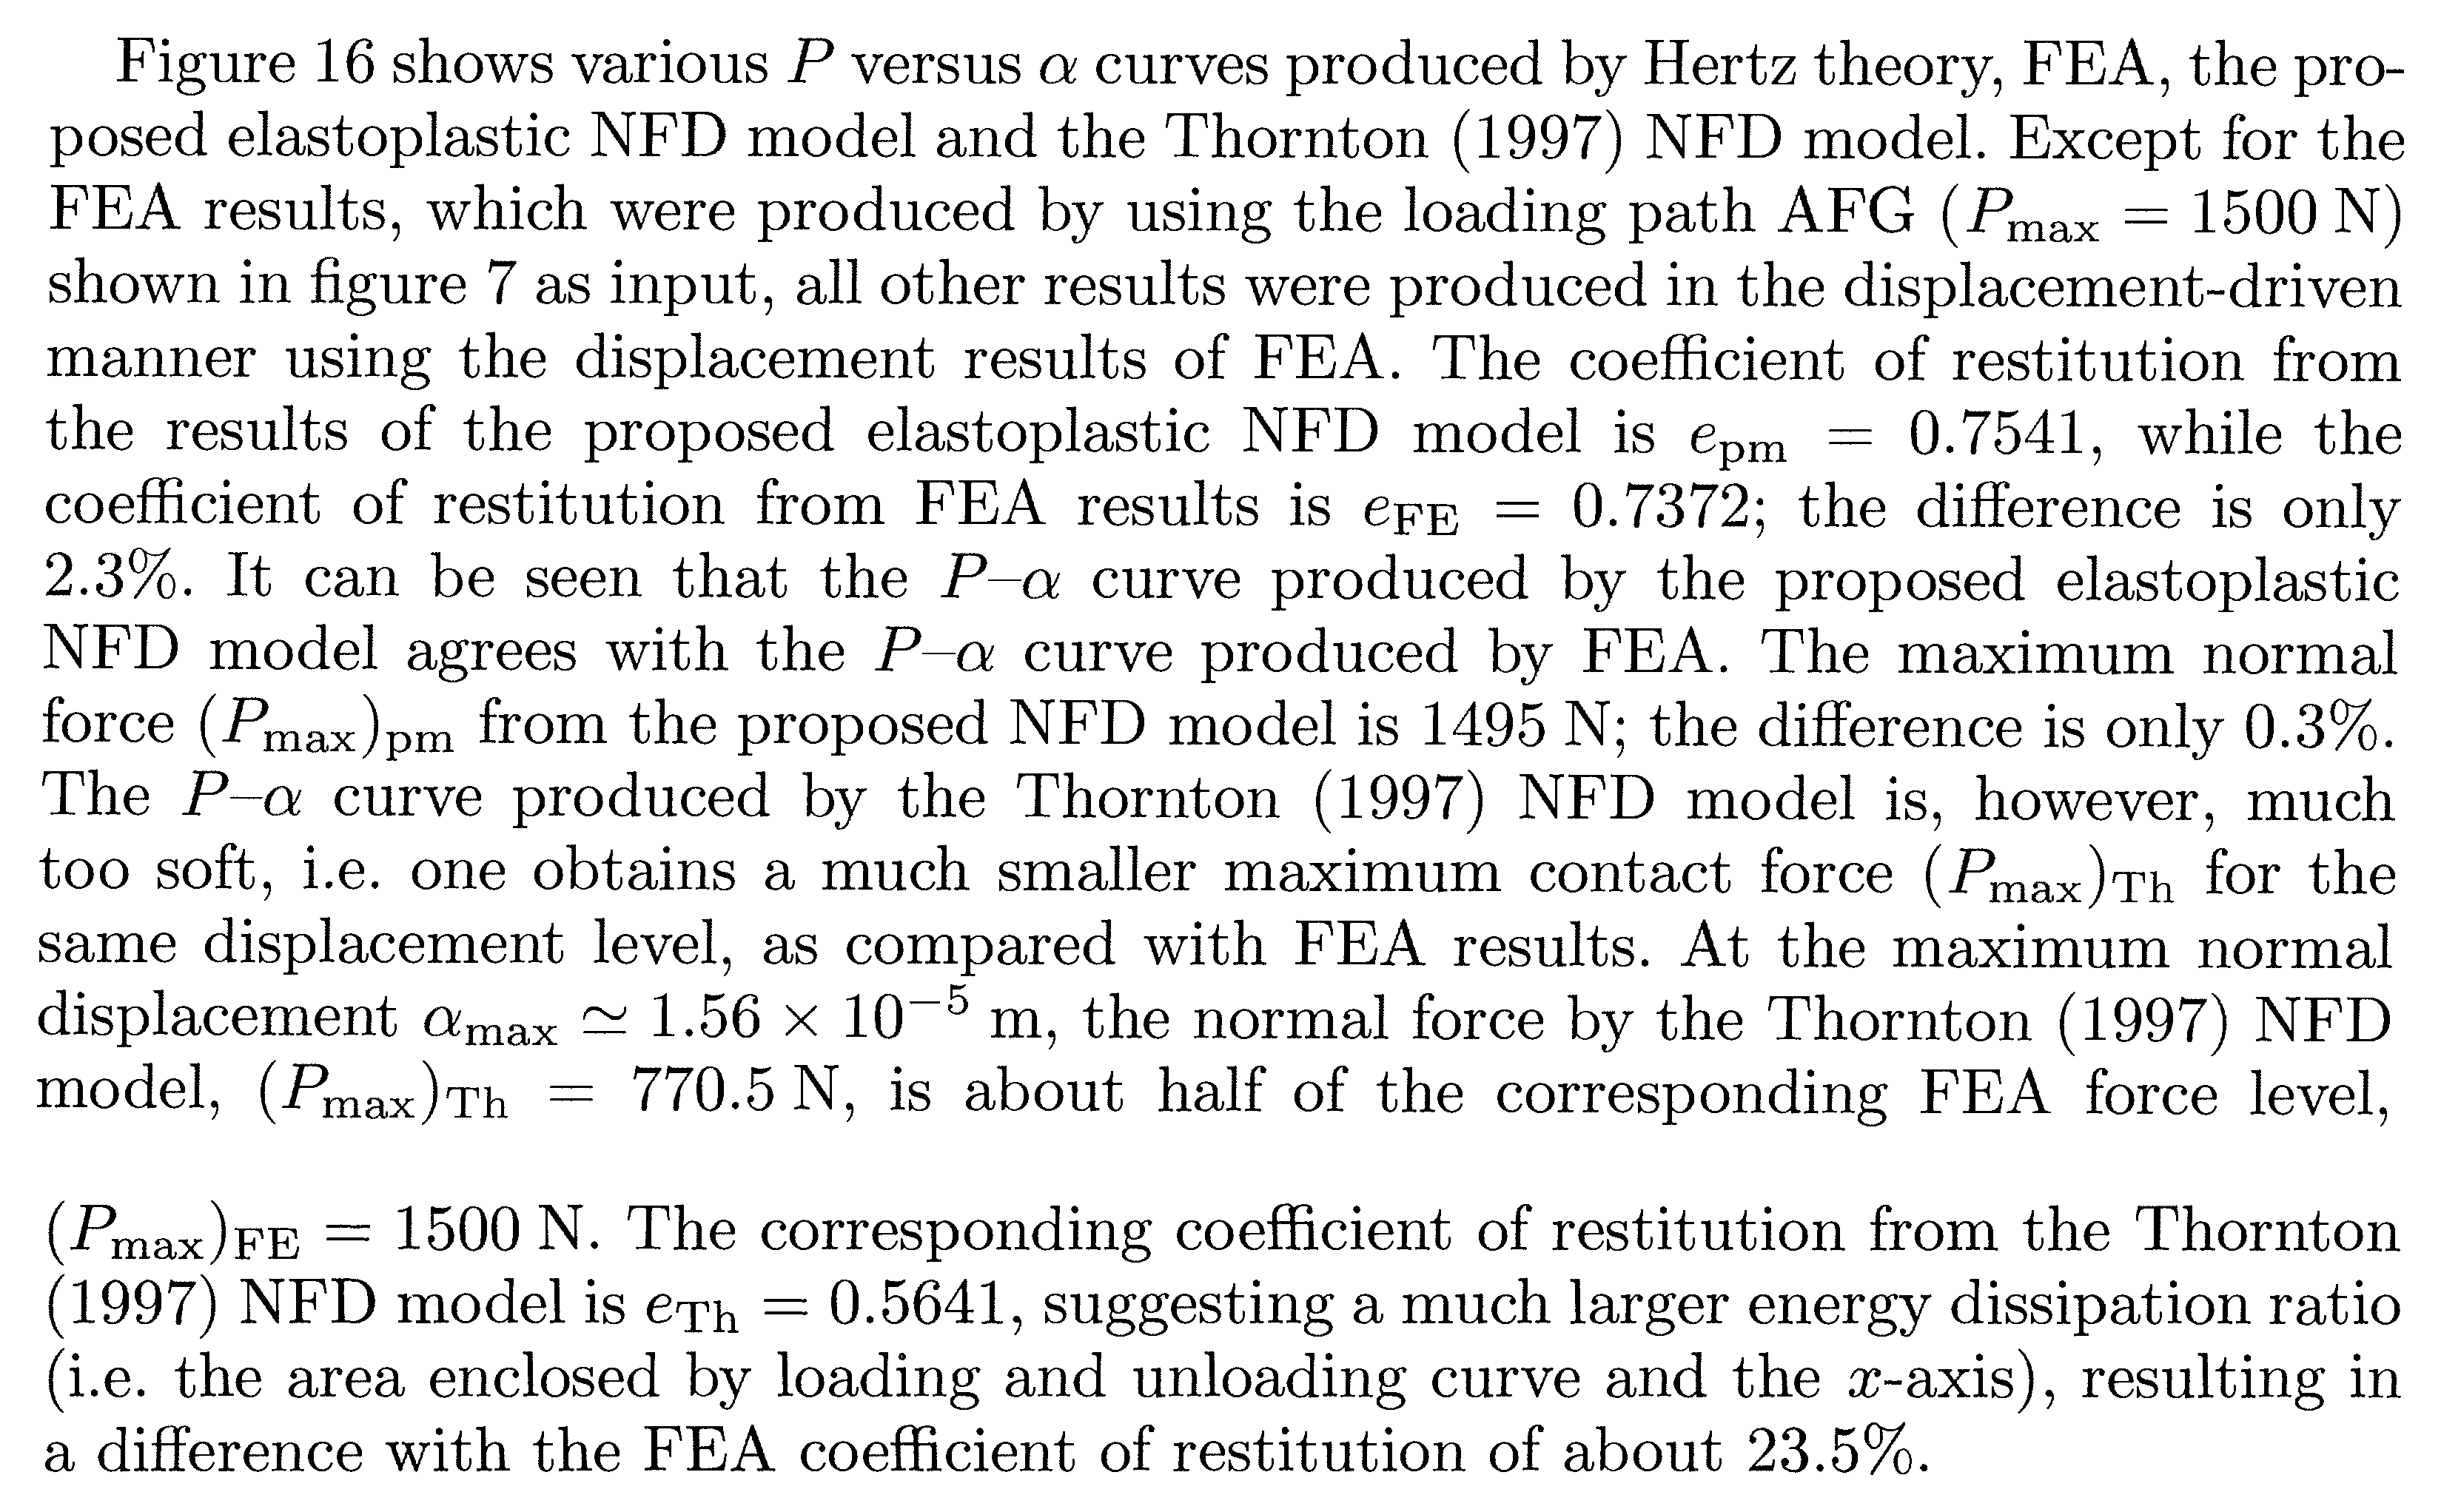 Figure 16 shows various P versus α curves produced by Hertz theory, FEA, the pro-
posed elastoplastic NFD model and the Thornton (1997) NFD model. Except for the
FEA results, which were produced by using the loading path AFG (Pmax = 1500 N)
shown in figure 7 as input, all other results were produced in the displacement-driven
manner using the displacement results of FEA. The coefficient of restitution from
the results of the proposed elastoplastic NFD model is epm = 0.7541, while the
coefficient of restitution from FEA results is eFE = 0.7372; the difference is only
2.3%. It can be seen that the P–α curve produced by the proposed elastoplastic
NFD model agrees with the P–α curve produced by FEA. The maximum normal
force (Pmax)pm from the proposed NFD model is 1495 N; the difference is only 0.3%.
The P–α curve produced by the Thornton (1997) NFD model is, however, much
too soft, i.e. one obtains a much smaller maximum contact force (Pmax)Th for the
same displacement level, as compared with FEA results. At the maximum normal
displacement αmax ≃ 1.56 × 10⁻⁵ m, the normal force by the Thornton (1997) NFD
model, (Pmax)Th = 770.5 N, is about half of the corresponding FEA force level,
(Pmax)FE = 1500 N. The corresponding coefficient of restitution from the Thornton
(1997) NFD model is eTh = 0.5641, suggesting a much larger energy dissipation ratio
(i.e. the area enclosed by loading and unloading curve and the x-axis), resulting in
a difference with the FEA coefficient of restitution of about 23.5%.